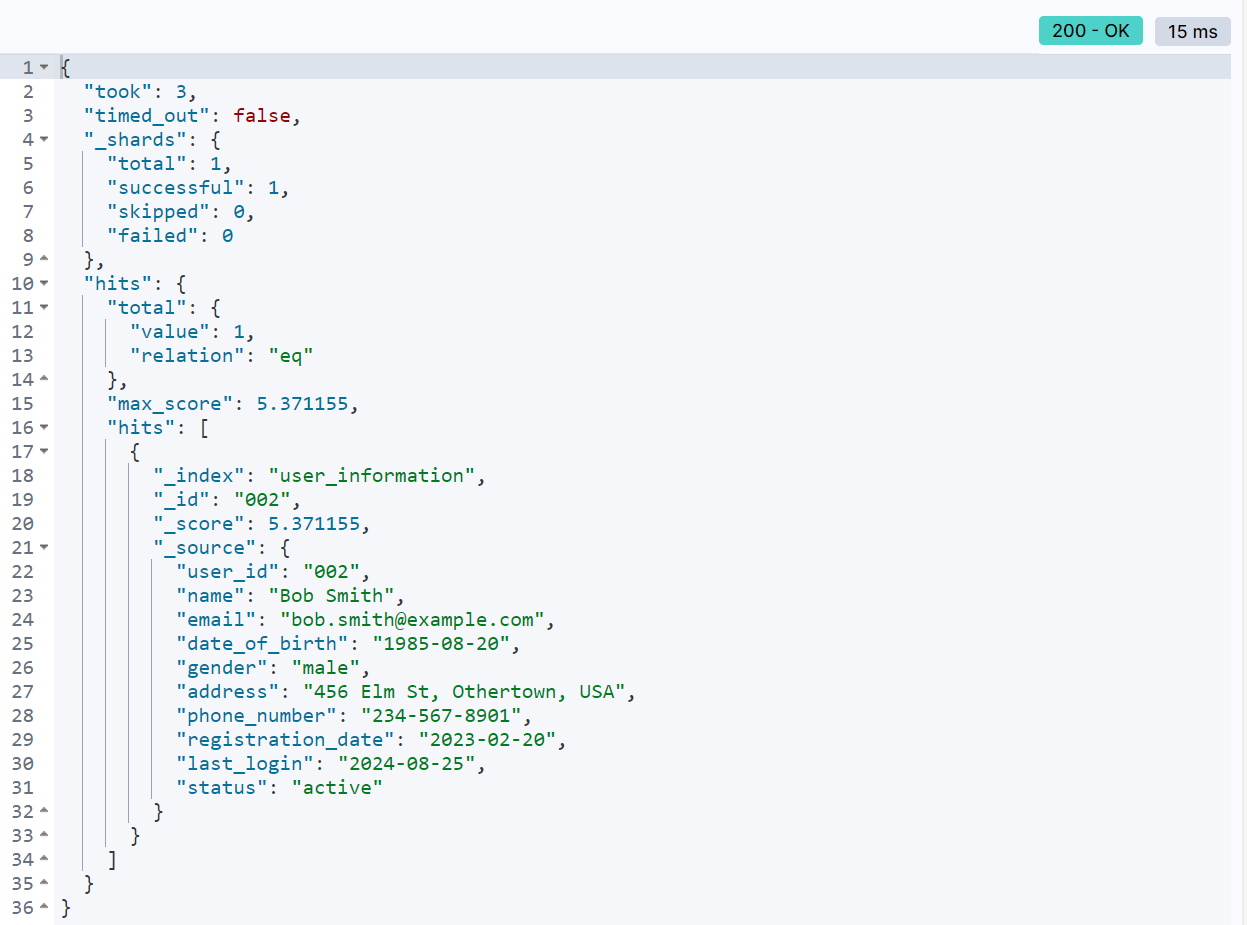 200 - OK 15 ms
1 {
2 "took": 3,
3 "timed_out": false,
4 "_shards": {
5 "total": 1,
6 "successful": 1,
7 "skipped": 0,
8 "failed": 0
9 },
10 "hits": {
11 "total": {
12 "value": 1,
13 "relation": "eq"
14 },
15 "max_score": 5.371155,
16 "hits": [
17 {
18 "_index": "user_information",
19 "_id": "002",
20 "_score": 5.371155,
21 "_source": {
22 "user_id": "002",
23 "name": "Bob Smith",
24 "email": "bob.smith@example.com",
25 "date_of_birth": "1985-08-20",
26 "gender": "male",
27 "address": "456 Elm St, Othertown, USA",
28 "phone_number": "234-567-8901",
29 "registration_date": "2023-02-20",
30 "last_login": "2024-08-25",
31 "status": "active"
32 }
33 }
34 ]
35 }
36 }